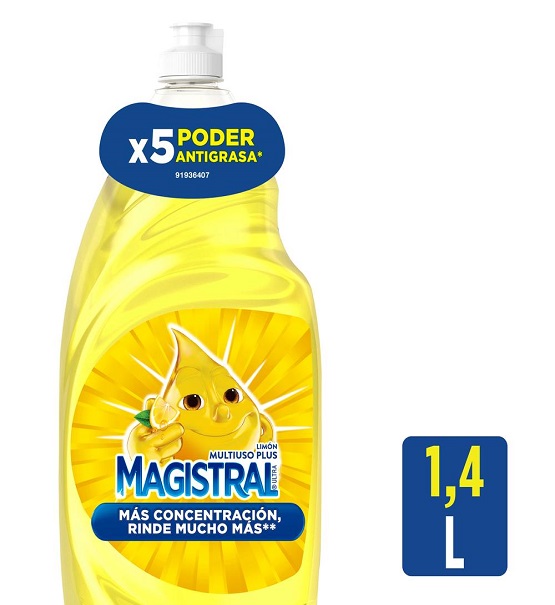 x5 PODER
ANTIGRASA*
91936407
LIMÓN
MULTIUSO PLUS
MAGISTRAL
® ULTRA
MÁS CONCENTRACIÓN,
RINDE MUCHO MÁS**
1,4
L